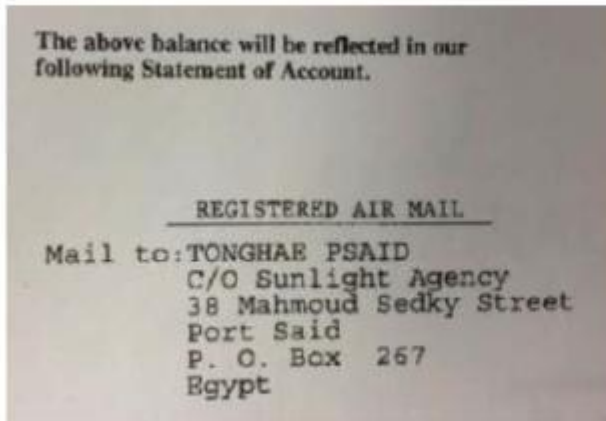 The above balance will be reflected in our
following Statement of Account.
REGISTERED AIR MAIL
Mail to:TONGHAE PSAID
C/O Sunlight Agency
38 Mahmoud Sedky Street
Port Said
P. O. Box 267
Egypt